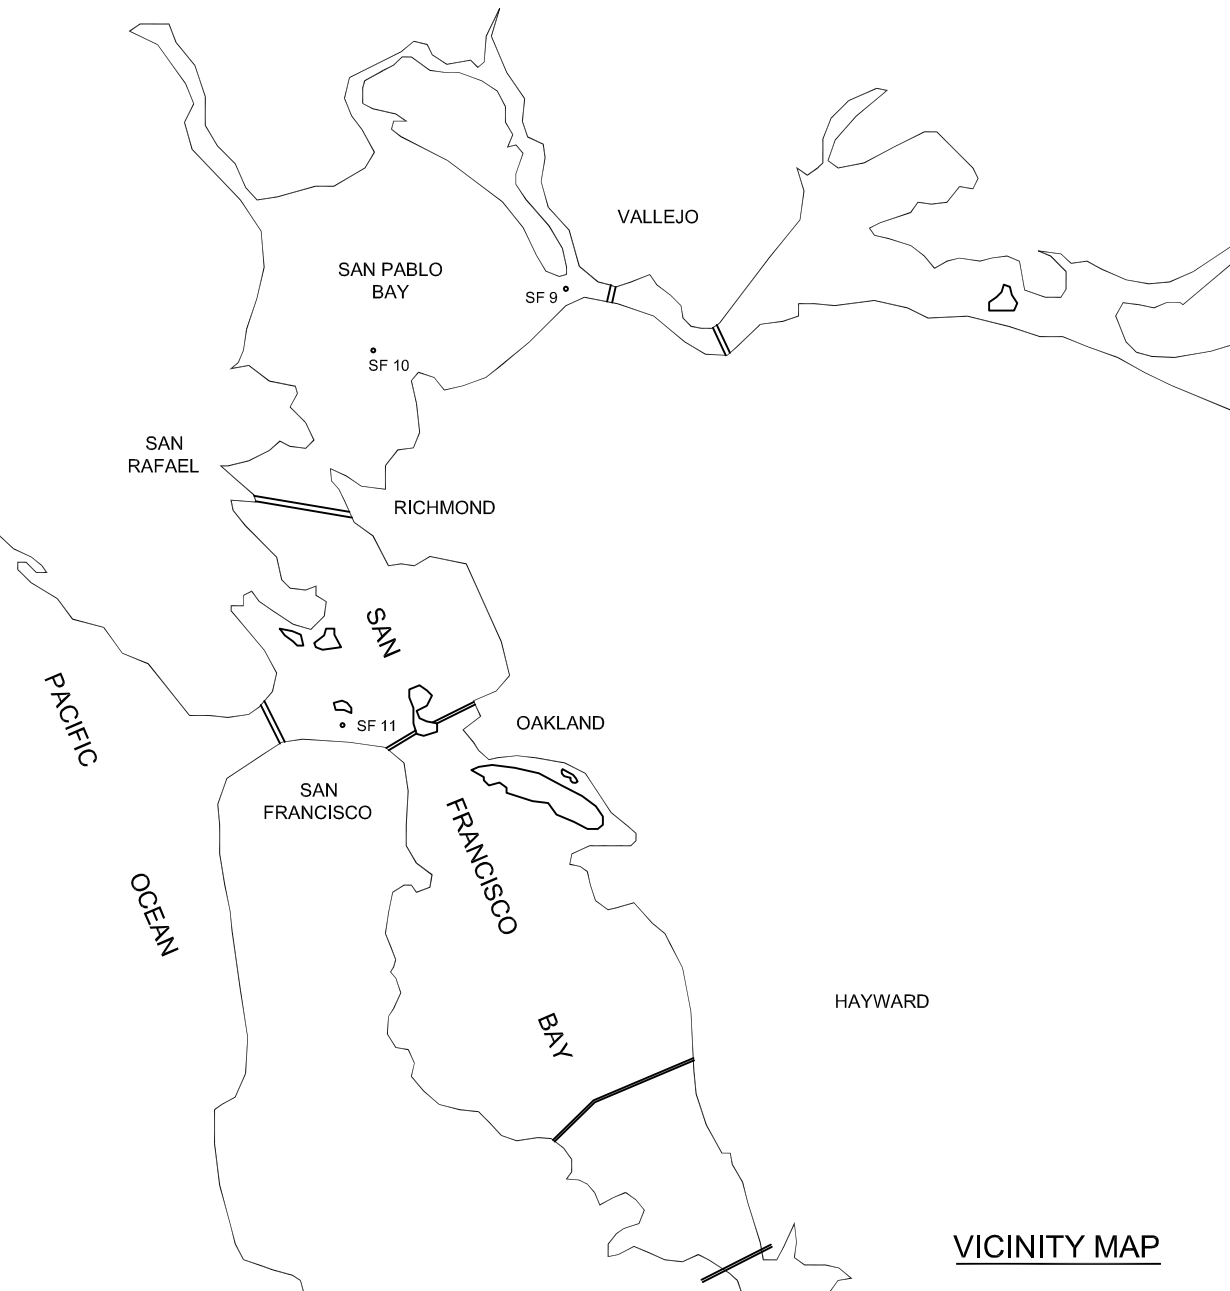 VALLEJO
SAN PABLO
BAY
SF 9
SF 10
SAN
RAFAEL
RICHMOND
SAN
PACIFIC
OAKLAND
SF 11
SAN
FRANCISCO
FRANCISCO
OCEAN
HAYWARD
BAY
VICINITY MAP